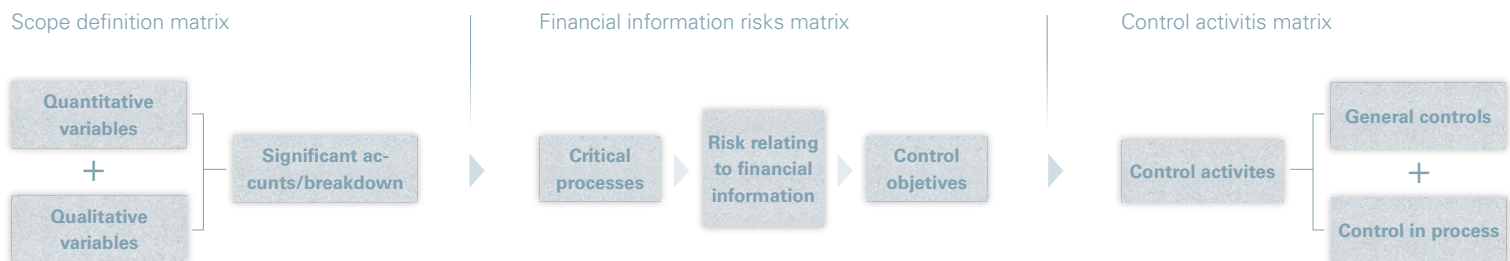 Scope definition matrix
Quantitative
variables
+
Qualitative
variables
Significant ac-
cunts/breakdown
Financial information risks matrix
Critical
processes
Risk relating
to financial
information
Control
objetives
Control activitis matrix
Control activites
General controls
+
Control in process